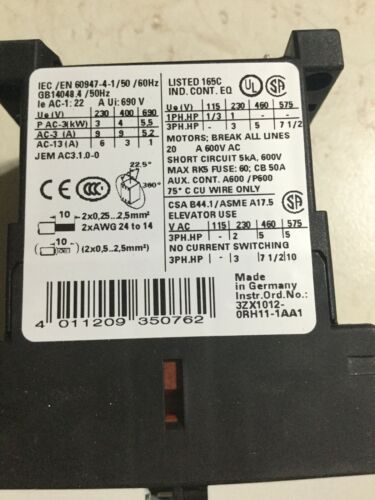 IEC /EN 60947-4-1/50 /60Hz
GB14048.4 /50Hz
Ie AC-1: 22 A Ui: 690 V
Ue (V) 230 400 690
P AC-3(kW) 3 4 5.5
AC-3 (A) 9 9 5.2
AC-13 (A) 6 3 1
JEM AC3.1.0-0
22.5°
360°
CCC
10
2x0,25...2,5mm²
2xAWG 24 to 14
10
(2x0,5...2,5mm²)
4 011209 350762
LISTED 165C
IND. CONT. EQ
UL
SA
Ue (V) 115 230 460 575
1PH.HP 1/3 1 - -
3PH.HP - 3 5 7 1/2
MOTORS; BREAK ALL LINES
20 A 600V AC
SHORT CIRCUIT 5kA, 600V
MAX RK5 FUSE: 60; CB 50A
AUX. CONT. A600 /P600
75° C CU WIRE ONLY
CSA B44.1/ ASME A17.5
ELEVATOR USE
SA
V AC 115 230 460 575
3PH.HP - 2 5 5
NO CURRENT SWITCHING
3PH.HP - 3 7 1/2 10
Made
in Germany
Instr.Ord.No.:
3ZX1012-
0RH11-1AA1